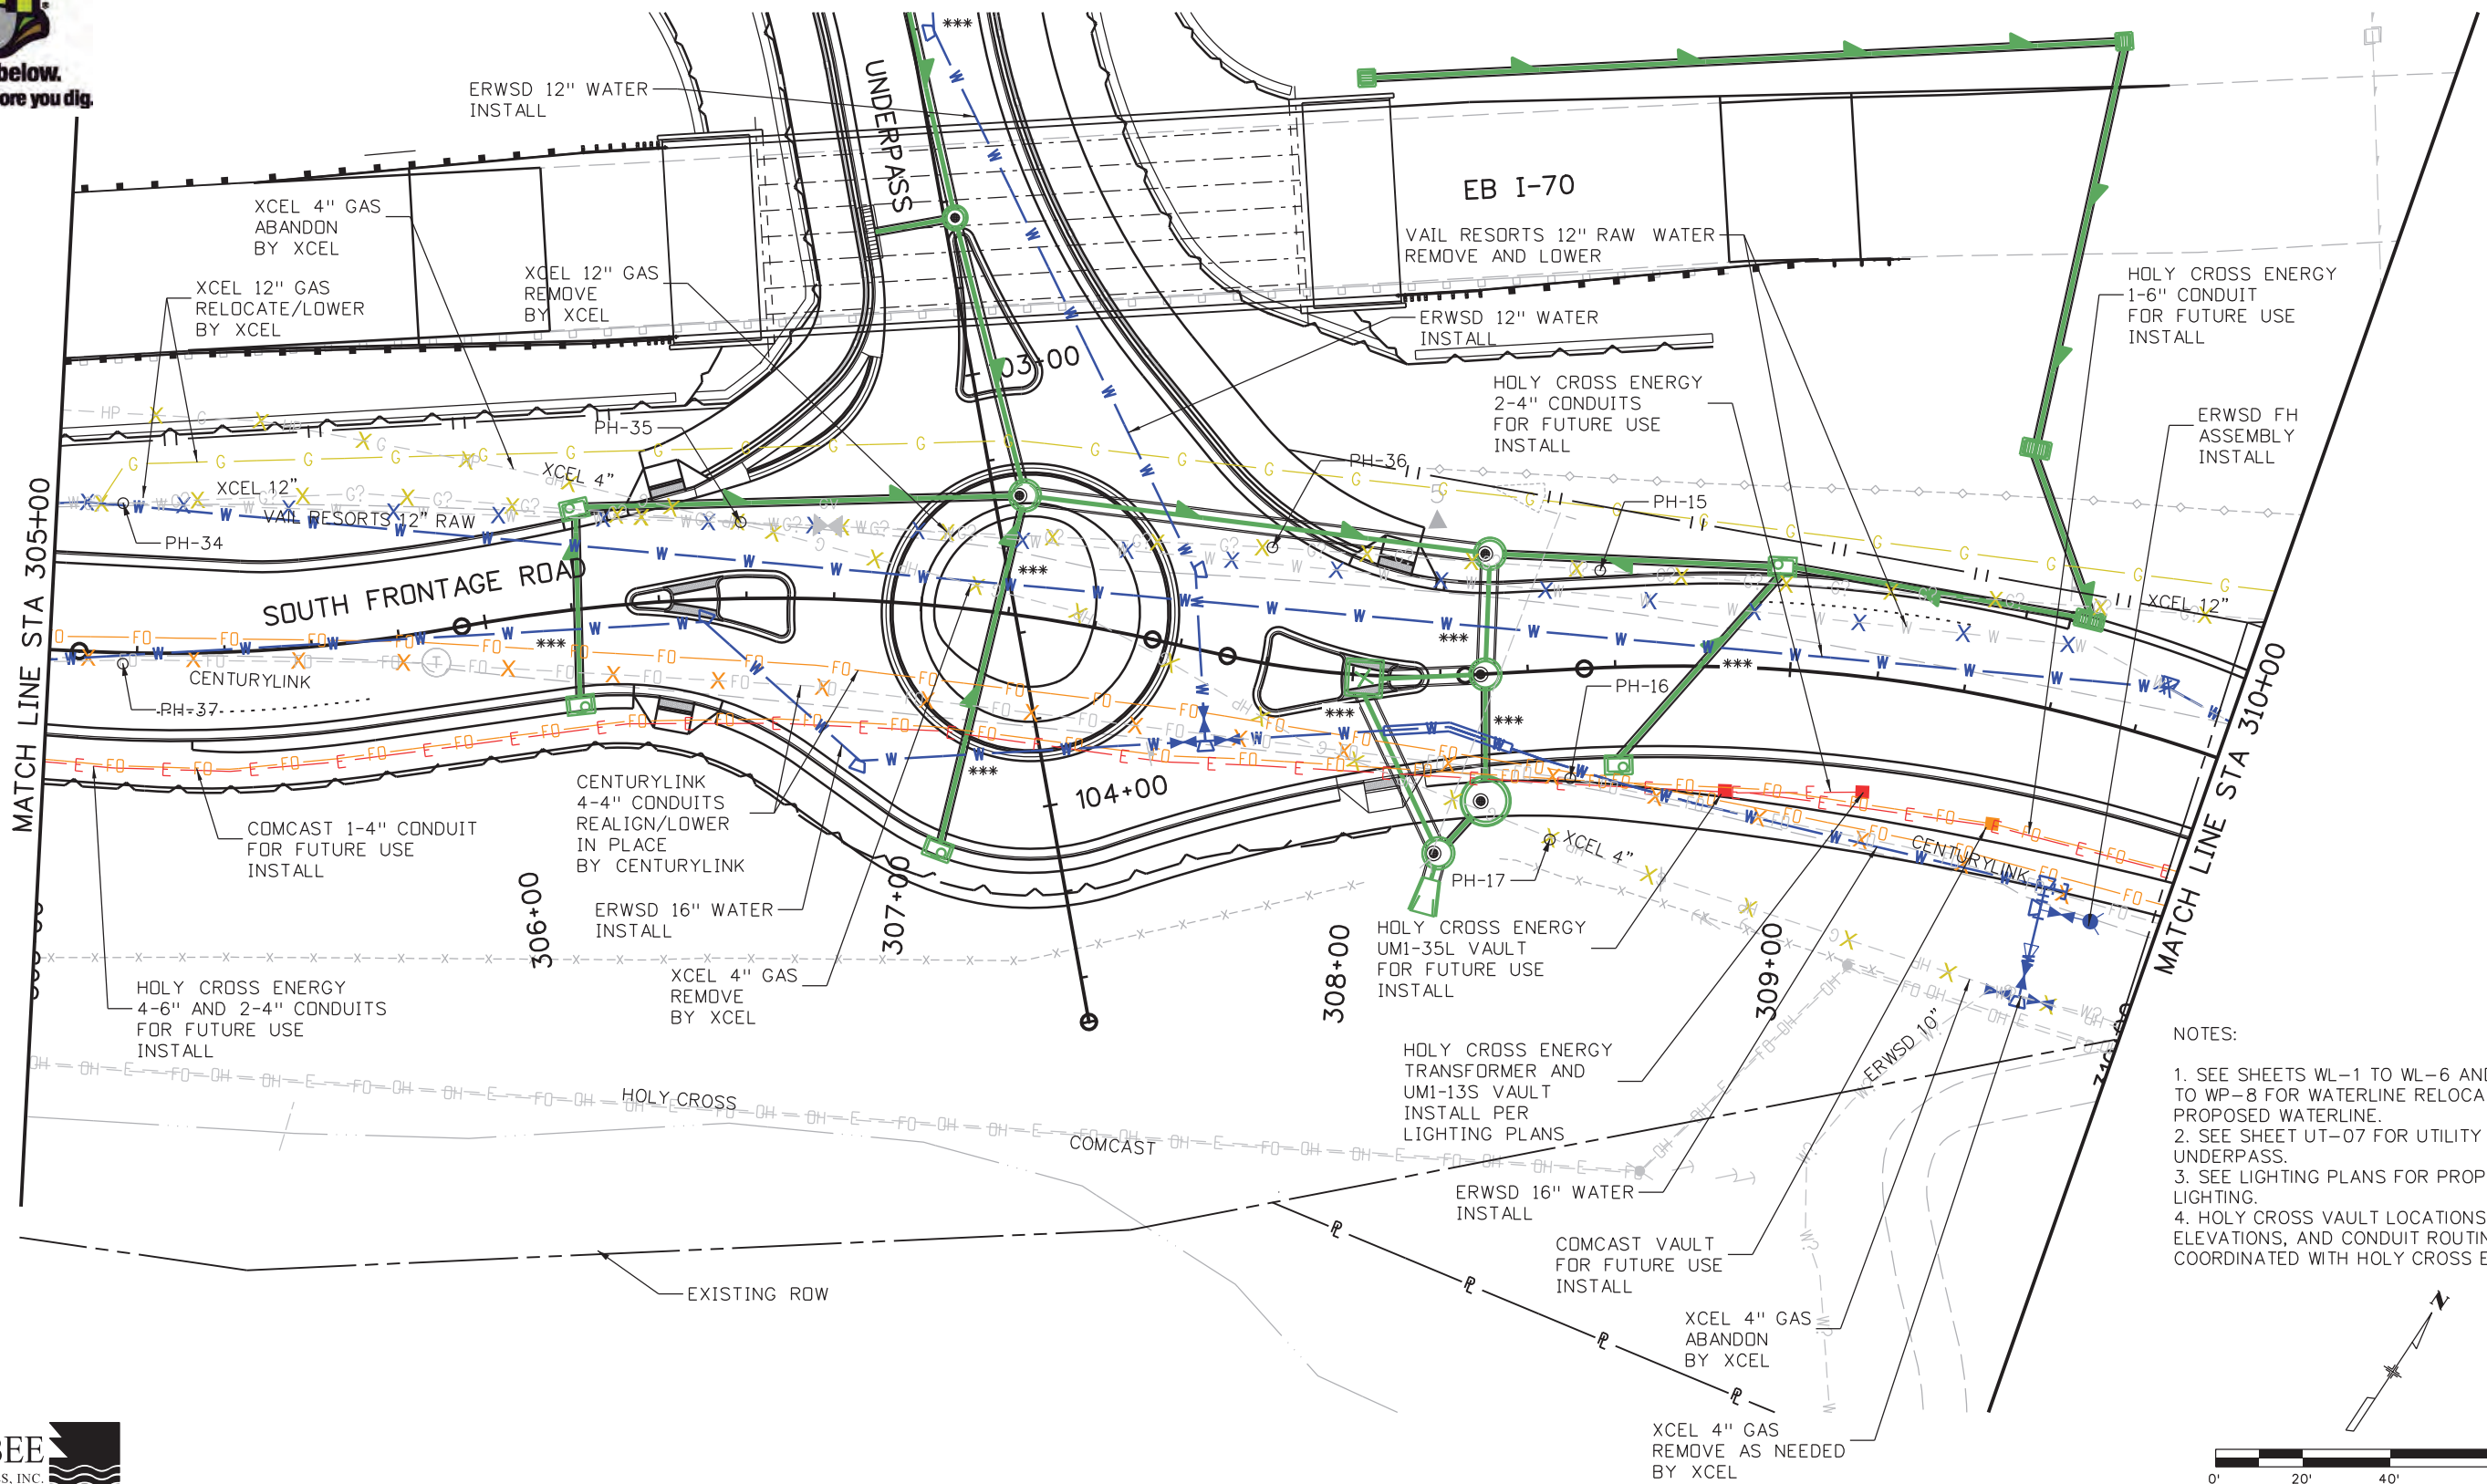 below.
ore you dig.
ERWSD 12" WATER
INSTALL
UNDERPASS
***
XCEL 4" GAS
ABANDON
BY XCEL
XCEL 12" GAS
RELOCATE/LOWER
BY XCEL
XCEL 12" GAS
REMOVE
BY XCEL
EB I-70
VAIL RESORTS 12" RAW WATER
REMOVE AND LOWER
ERWSD 12" WATER
INSTALL
HOLY CROSS ENERGY
1-6" CONDUIT
FOR FUTURE USE
INSTALL
HOLY CROSS ENERGY
2-4" CONDUITS
FOR FUTURE USE
INSTALL
ERWSD FH
ASSEMBLY
INSTALL
03+00
PH-35
PH-36
PH-15
XCEL 4"
XCEL 12"
VAIL RESORTS 12" RAW
PH-34
MATCH LINE STA 305+00
SOUTH FRONTAGE ROAD
***
***
***
***
XCEL 12"
CENTURYLINK
PH-37
PH-16
***
***
***
MATCH LINE STA 310+00
104+00
CENTURYLINK
4-4" CONDUITS
REALIGN/LOWER
IN PLACE
BY CENTURYLINK
COMCAST 1-4" CONDUIT
FOR FUTURE USE
INSTALL
XCEL 4"
CENTURYLINK
PH-17
306+00
307+00
308+00
309+00
ERWSD 16" WATER
INSTALL
HOLY CROSS ENERGY
UM1-35L VAULT
FOR FUTURE USE
INSTALL
XCEL 4" GAS
REMOVE
BY XCEL
HOLY CROSS ENERGY
4-6" AND 2-4" CONDUITS
FOR FUTURE USE
INSTALL
HOLY CROSS ENERGY
TRANSFORMER AND
UM1-13S VAULT
INSTALL PER
LIGHTING PLANS
ERWSD 10"
HOLY CROSS
COMCAST
ERWSD 16" WATER
INSTALL
COMCAST VAULT
FOR FUTURE USE
INSTALL
EXISTING ROW
XCEL 4" GAS
ABANDON
BY XCEL
XCEL 4" GAS
REMOVE AS NEEDED
BY XCEL
NOTES:
1. SEE SHEETS WL-1 TO WL-6 AND
TO WP-8 FOR WATERLINE RELOCA
PROPOSED WATERLINE.
2. SEE SHEET UT-07 FOR UTILITY
UNDERPASS.
3. SEE LIGHTING PLANS FOR PROP
LIGHTING.
4. HOLY CROSS VAULT LOCATIONS
ELEVATIONS, AND CONDUIT ROUTIN
COORDINATED WITH HOLY CROSS E
N
0' 20' 40'
BEE
S, INC.